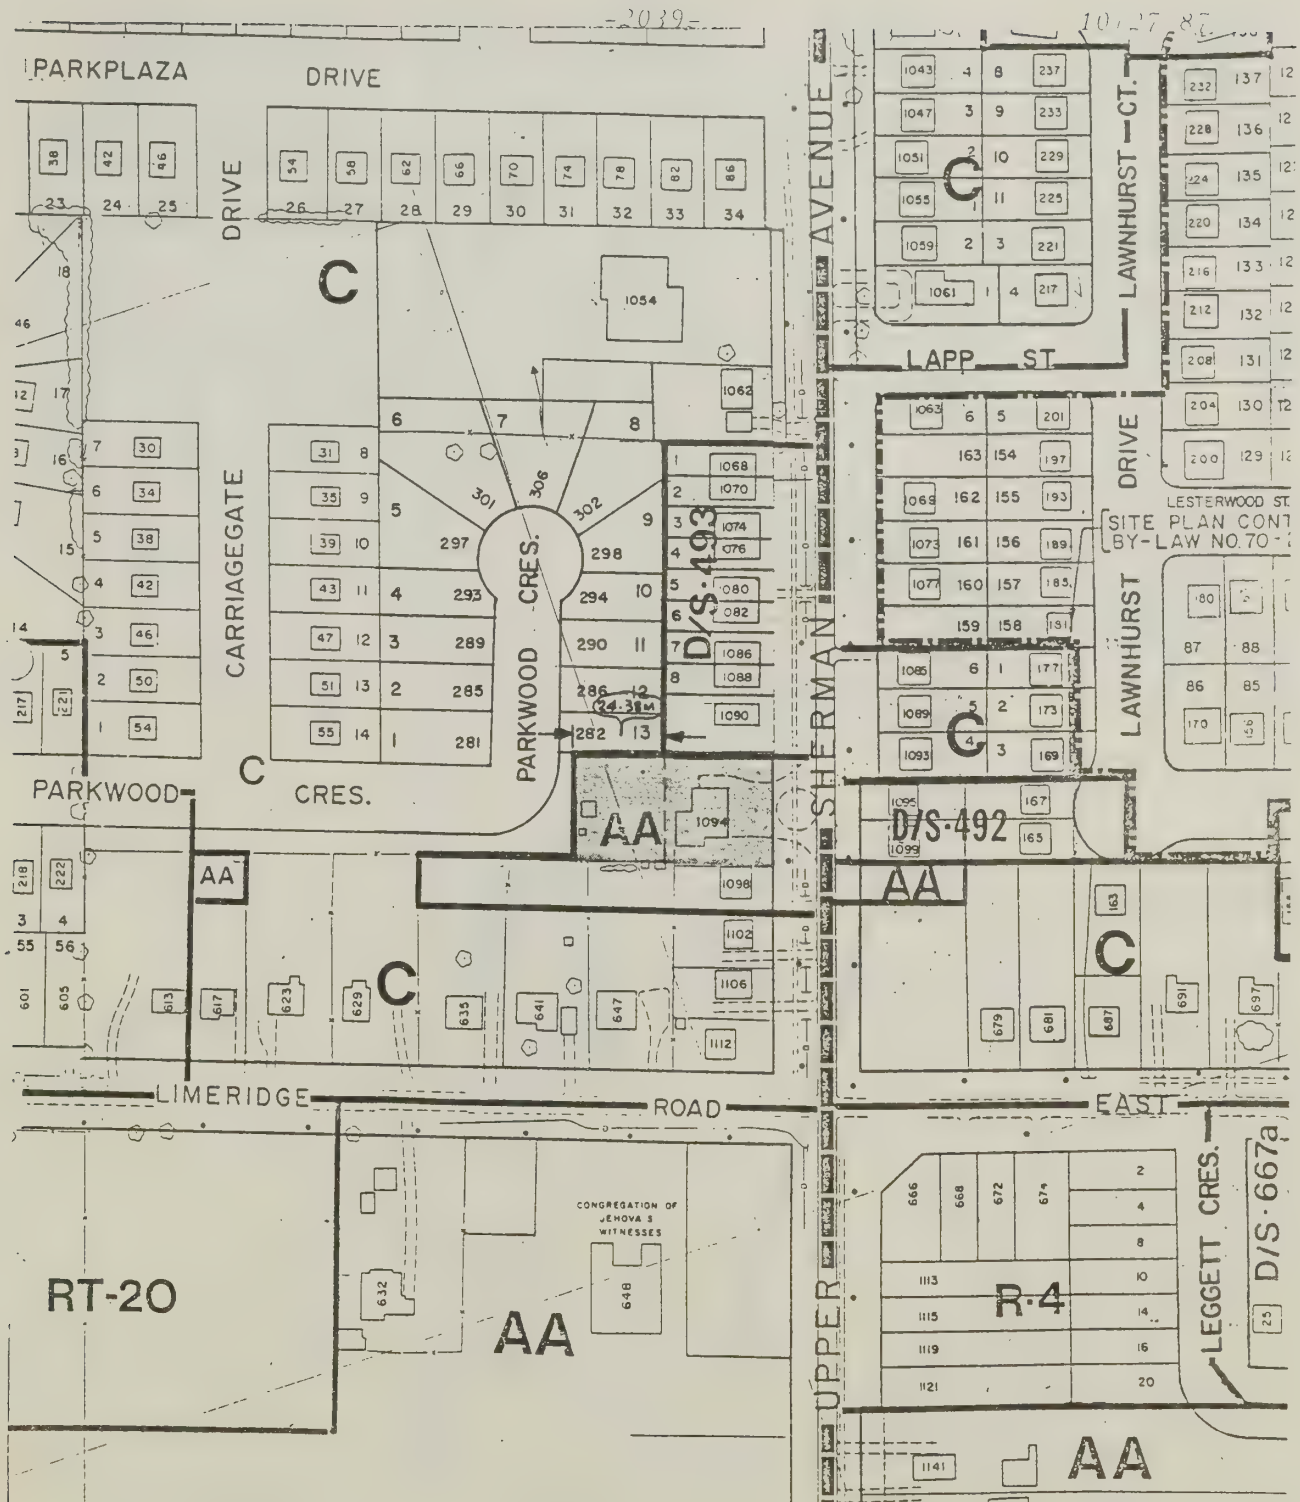 -2039-
10-27-87
PARKPLAZA DRIVE
38 42 46 54 58 62 66 70 74 78 82 86
23 24 25 26 27 28 29 30 31 32 33 34
DRIVE
CARRIAGEGATE
C
18
46
17
12
16
15
14
1054
1062
6 7 8
301 306 302
7 30
6 34
5 38
4 42
3 46
2 50
1 54
31 8
35 9
39 10
43 11
47 12
51 13
55 14
5 297
4 293
3 289
2 285
1 281
298 9
294 10
290 11
286 12
24.38M
282 13
PARKWOOD CRES.
1 1068
2 1070
3 1074
4 1076
5 1080
6 1082
7 1086
8 1088
1090
D/S-493
217 221
5
C
PARKWOOD CRES.
AA
1094
218 222
3 4
55 56
601 605
AA
1098
1102
1106
1112
C
613 617 623 629 635 641 647
LIMERIDGE ROAD EAST
UPPER SHERMAN AVENUE
1043 4 8 237
1047 3 9 233
1051 2 10 229
1055 1 11 225
1059 2 3 221
1061 1 4 217
C
LAWNHURST CT.
232 137 12
228 136 12
224 135 12
220 134 12
216 133 12
212 132 12
208 131 12
204 130 12
200 129 12
LAPP ST.
1063 6 5 201
163 154 197
1069 162 155 193
1073 161 156 189
1077 160 157 185
159 158 181
LAWNHURST DRIVE
LESTERWOOD ST.
SITE PLAN CONT
BY-LAW NO. 70-2
180
87 88
86 85
170 166
1085 6 1 177
1089 5 2 173
1093 4 3 169
C
1095 167
D/S-492
1099 165
AA
163
C
679 681 687 691 697
RT-20
632
AA
CONGREGATION OF
JEHOVA S
WITNESSES
648
666 668 672 674
2
4
8
1113 10
R-4
1115 14
1119 16
1121 20
LEGGETT CRES.
D/S-667a
25
1141
AA